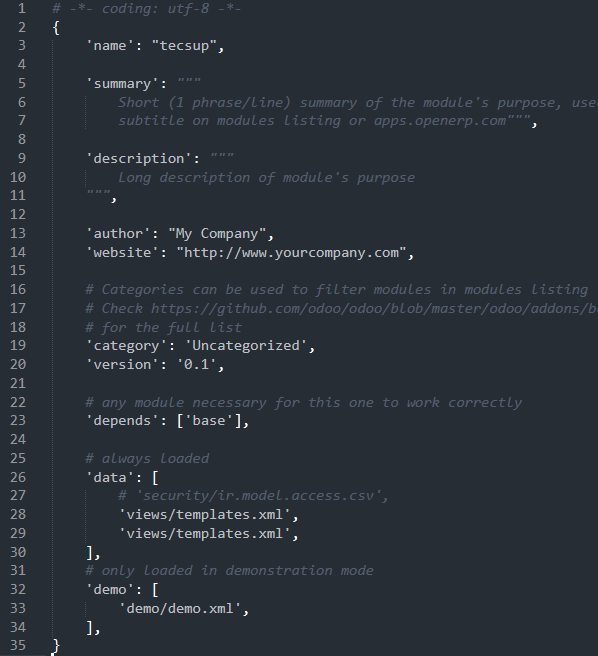 1 # -*- coding: utf-8 -*-
2 {
3 'name': "tecsup",
4
5 'summary': """
6 Short (1 phrase/line) summary of the module's purpose, use
7 subtitle on modules listing or apps.openerp.com""",
8
9 'description': """
10 Long description of module's purpose
11 """,
12
13 'author': "My Company",
14 'website': "http://www.yourcompany.com",
15
16 # Categories can be used to filter modules in modules listing
17 # Check https://github.com/odoo/odoo/blob/master/odoo/addons/b
18 # for the full list
19 'category': 'Uncategorized',
20 'version': '0.1',
21
22 # any module necessary for this one to work correctly
23 'depends': ['base'],
24
25 # always loaded
26 'data': [
27 # 'security/ir.model.access.csv',
28 'views/templates.xml',
29 'views/templates.xml',
30 ],
31 # only loaded in demonstration mode
32 'demo': [
33 'demo/demo.xml',
34 ],
35 }